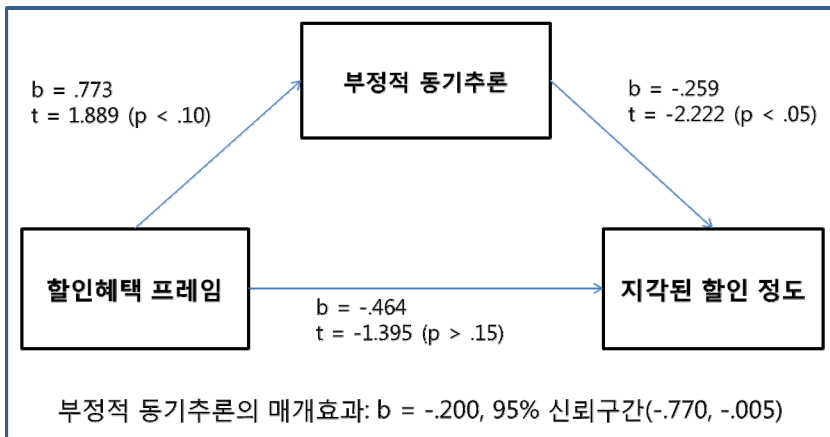 부정적 동기추론
b = .773
t = 1.889 (p < .10)
b = -.259
t = -2.222 (p < .05)
할인혜택 프레임
지각된 할인 정도
b = -.464
t = -1.395 (p > .15)
부정적 동기추론의 매개효과: b = -.200, 95% 신뢰구간(-.770, -.005)